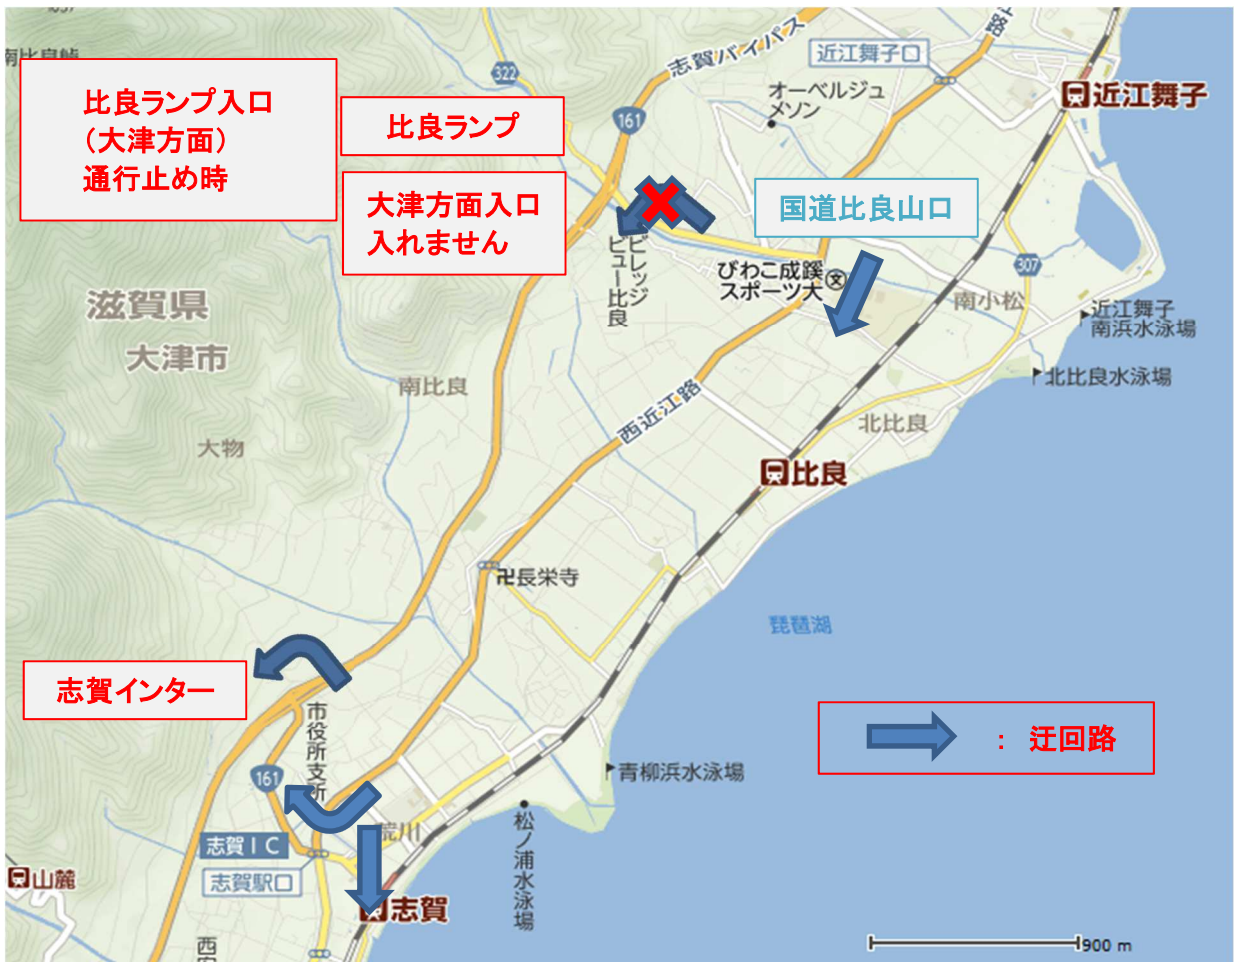 南比良峠
比良ランプ入口
（大津方面）
通行止め時
比良ランプ
大津方面入口
入れません
322
志賀バイパス
161
近江舞子口
オーベルジュ
メソン
近江舞子
国道比良山口
ビレッジ
ビュー比良
びわこ成蹊
スポーツ大
文
307
南小松
近江舞子
南浜水泳場
北比良水泳場
滋賀県
大津市
南比良
大物
西近江路
北比良
比良
卍長栄寺
琵琶湖
志賀インター
市役所支所
161
：迂回路
青柳浜水泳場
松ノ浦水泳場
荒川
志賀ＩＣ
志賀駅口
山麓
志賀
900 m